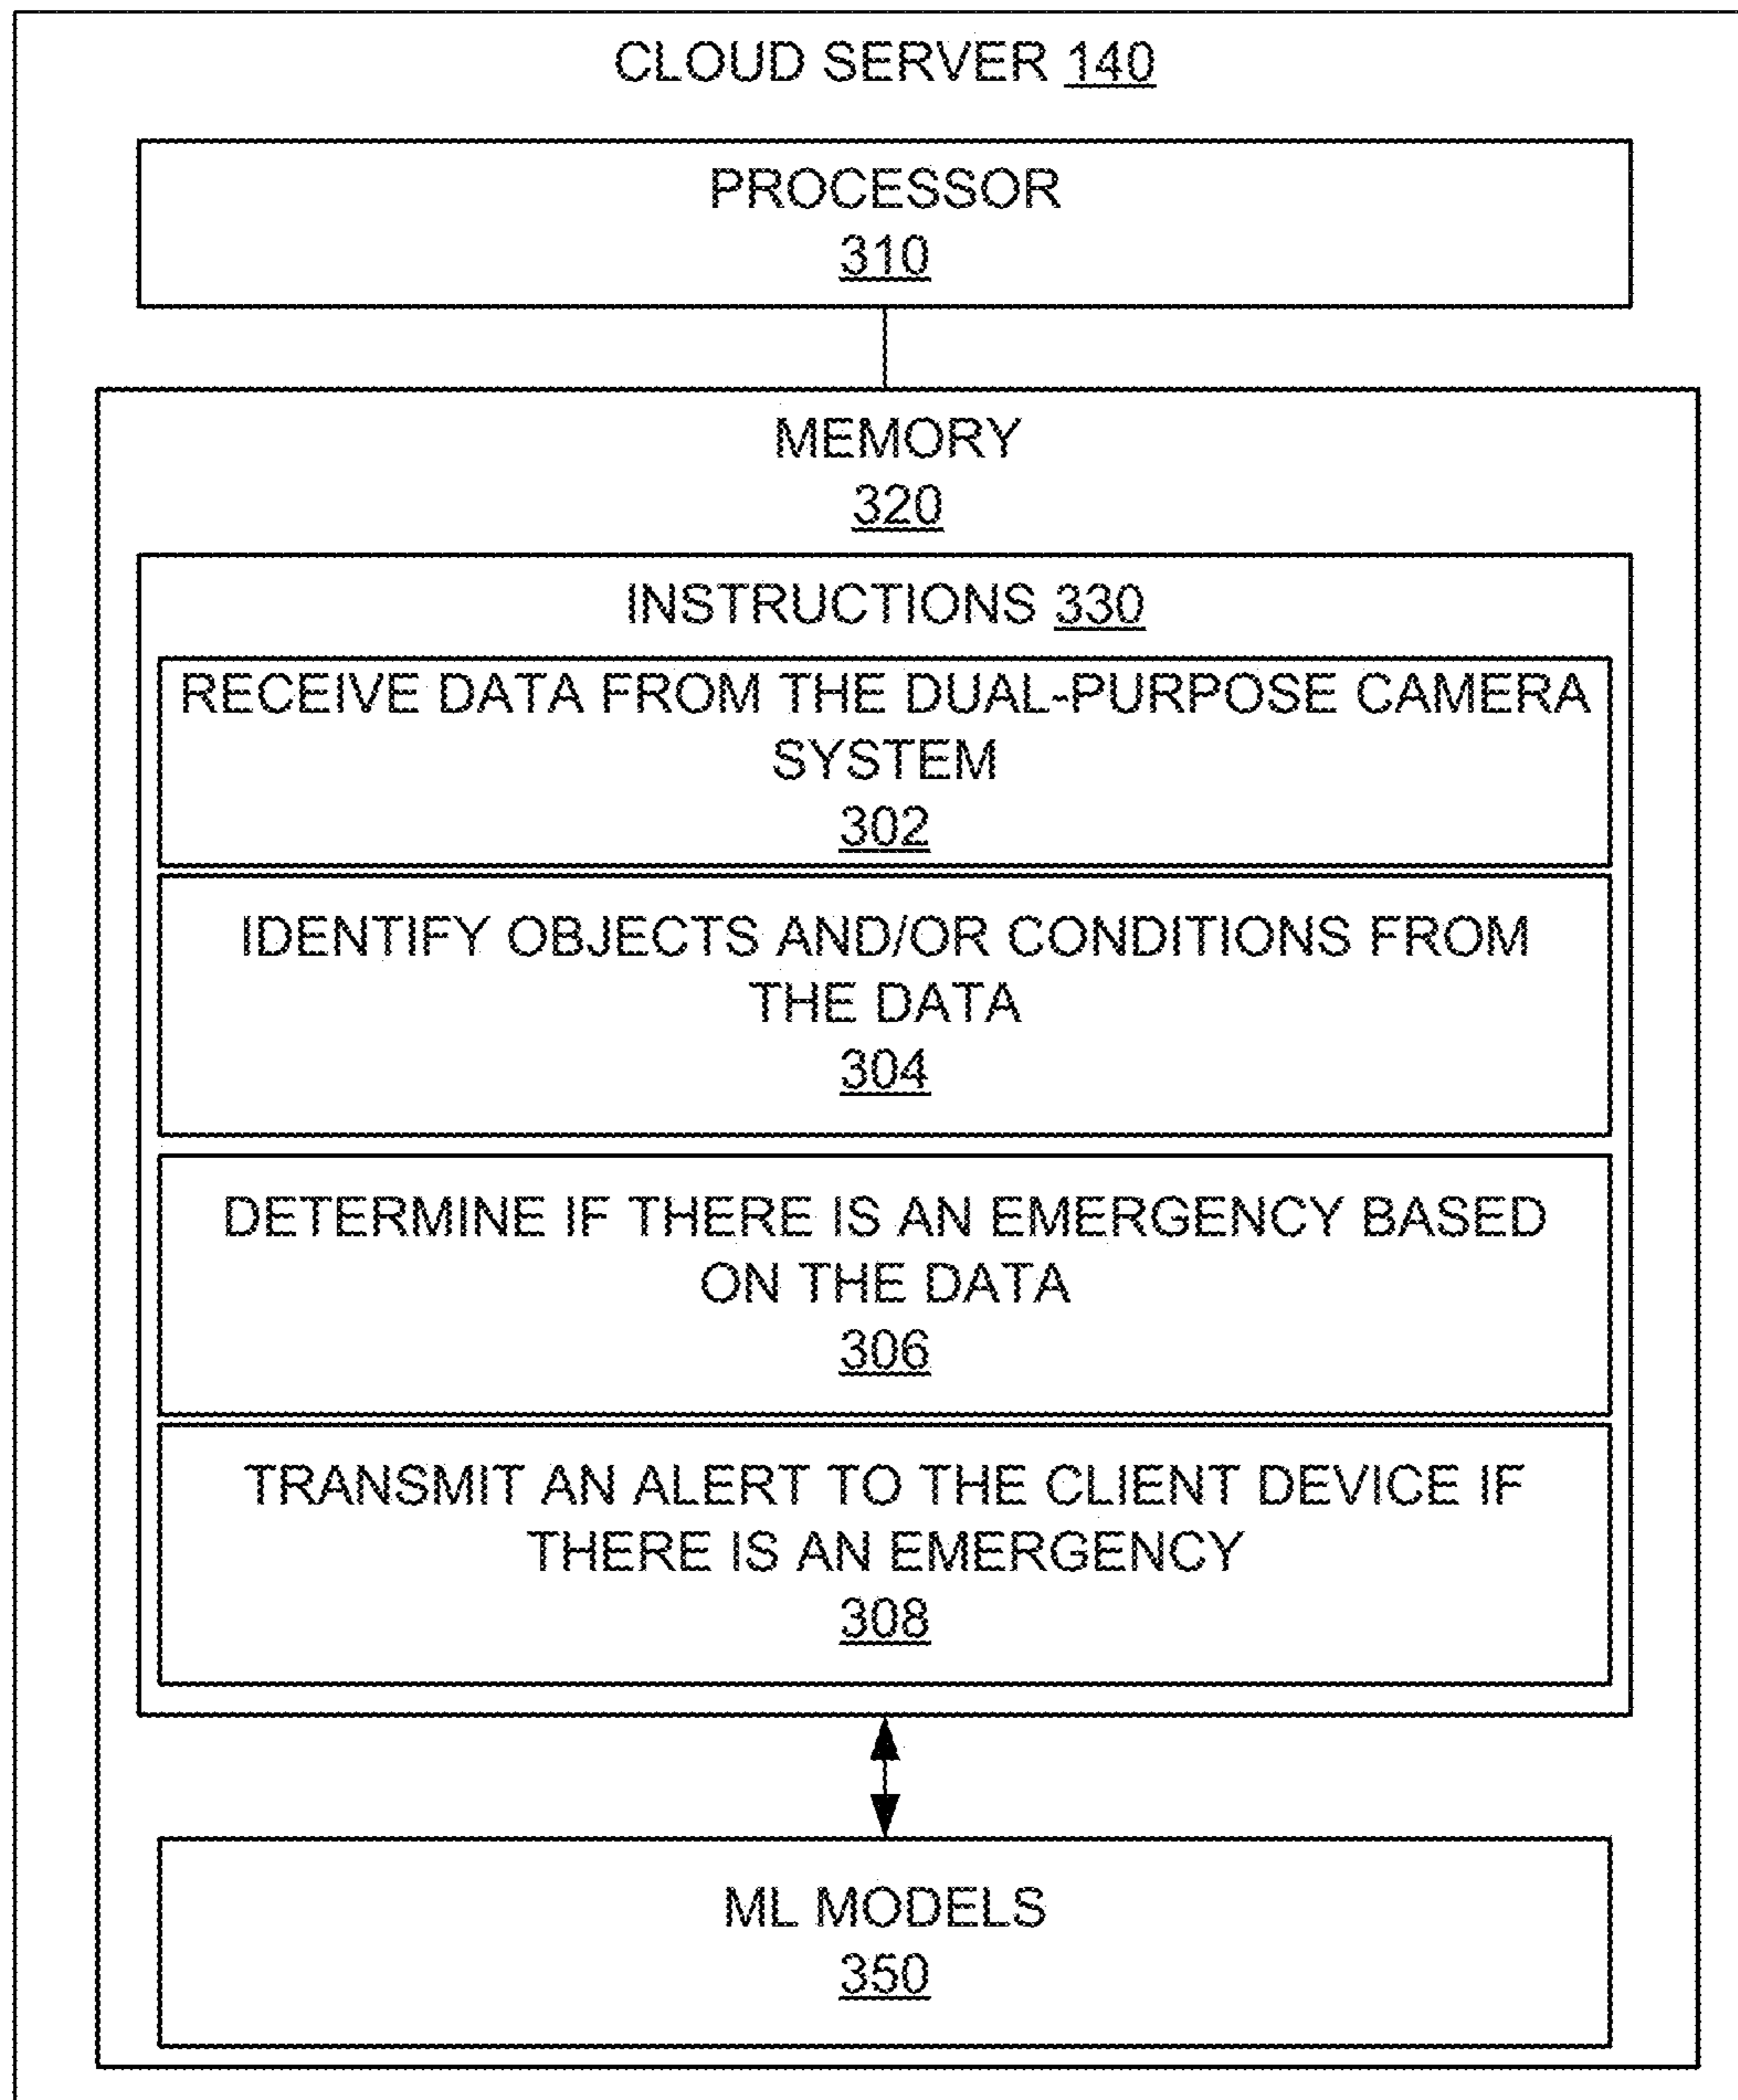 CLOUD SERVER 140
PROCESSOR
310
MEMORY
320
INSTRUCTIONS 330
RECEIVE DATA FROM THE DUAL-PURPOSE CAMERA
SYSTEM
302
IDENTIFY OBJECTS AND/OR CONDITIONS FROM
THE DATA
304
DETERMINE IF THERE IS AN EMERGENCY BASED
ON THE DATA
306
TRANSMIT AN ALERT TO THE CLIENT DEVICE IF
THERE IS AN EMERGENCY
308
ML MODELS
350